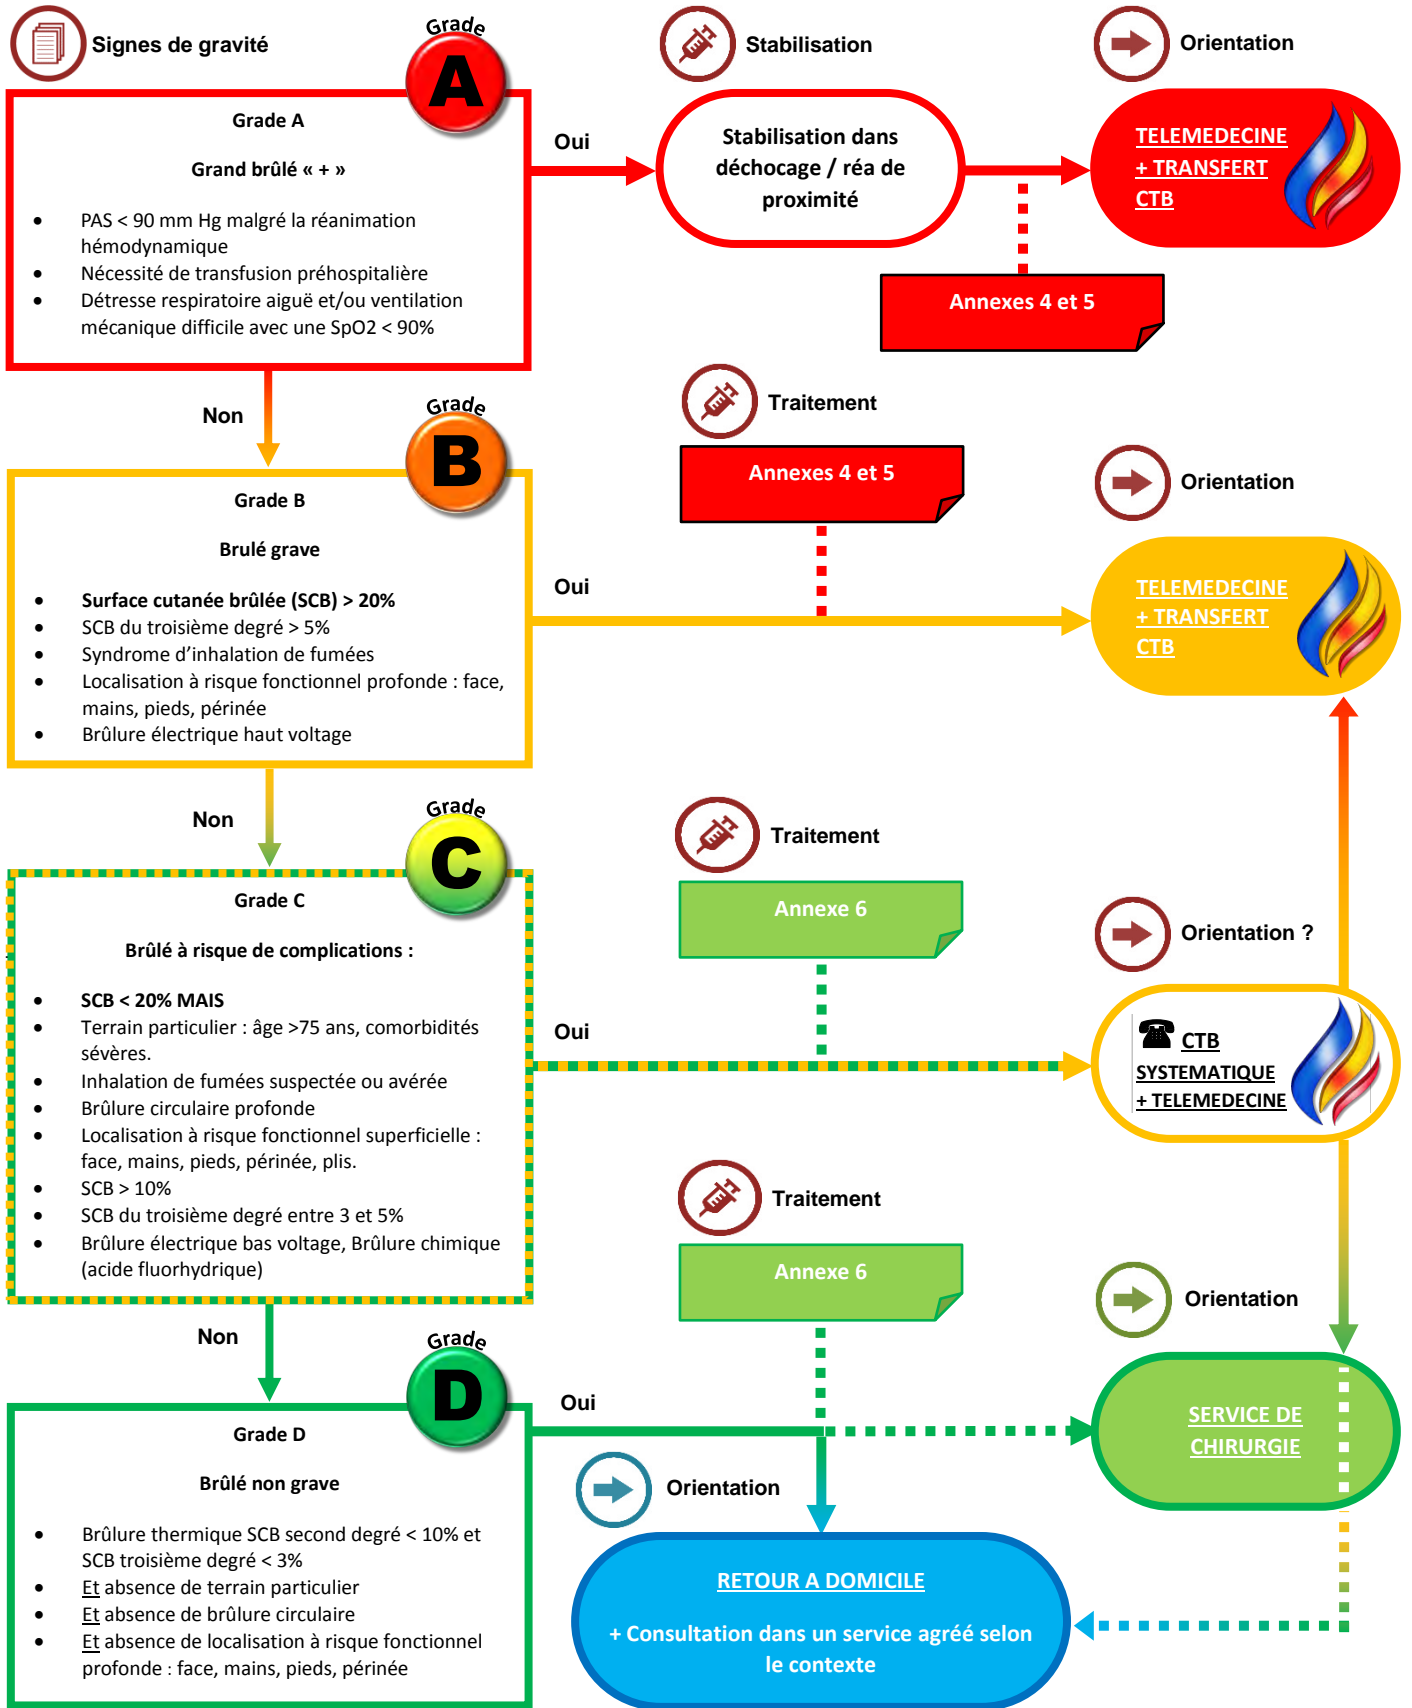 Signes de gravité
Grade
A
Stabilisation
Orientation
Grade A
Grand brûlé « + »
• PAS < 90 mm Hg malgré la réanimation
hémodynamique
• Nécessité de transfusion préhospitalière
• Détresse respiratoire aiguë et/ou ventilation
mécanique difficile avec une SpO2 < 90%
Oui
Stabilisation dans
déchocage / réa de
proximité
TELEMEDECINE
+ TRANSFERT
CTB
Annexes 4 et 5
Non
Grade
B
Traitement
Annexes 4 et 5
Orientation
Grade B
Brulé grave
• Surface cutanée brûlée (SCB) > 20%
• SCB du troisième degré > 5%
• Syndrome d’inhalation de fumées
• Localisation à risque fonctionnel profonde : face,
mains, pieds, périnée
• Brûlure électrique haut voltage
Oui
TELEMEDECINE
+ TRANSFERT
CTB
Non
Grade
C
Traitement
Annexe 6
Orientation ?
Grade C
Brûlé à risque de complications :
• SCB < 20% MAIS
• Terrain particulier : âge >75 ans, comorbidités
sévères.
• Inhalation de fumées suspectée ou avérée
• Brûlure circulaire profonde
• Localisation à risque fonctionnel superficielle :
face, mains, pieds, périnée, plis.
• SCB > 10%
• SCB du troisième degré entre 3 et 5%
• Brûlure électrique bas voltage, Brûlure chimique
(acide fluorhydrique)
Oui
☎ CTB
SYSTEMATIQUE
+ TELEMEDECINE
Traitement
Annexe 6
Orientation
Non
Grade
D
Oui
SERVICE DE
CHIRURGIE
Grade D
Brûlé non grave
• Brûlure thermique SCB second degré < 10% et
SCB troisième degré < 3%
• Et absence de terrain particulier
• Et absence de brûlure circulaire
• Et absence de localisation à risque fonctionnel
profonde : face, mains, pieds, périnée
Orientation
RETOUR A DOMICILE
+ Consultation dans un service agréé selon
le contexte